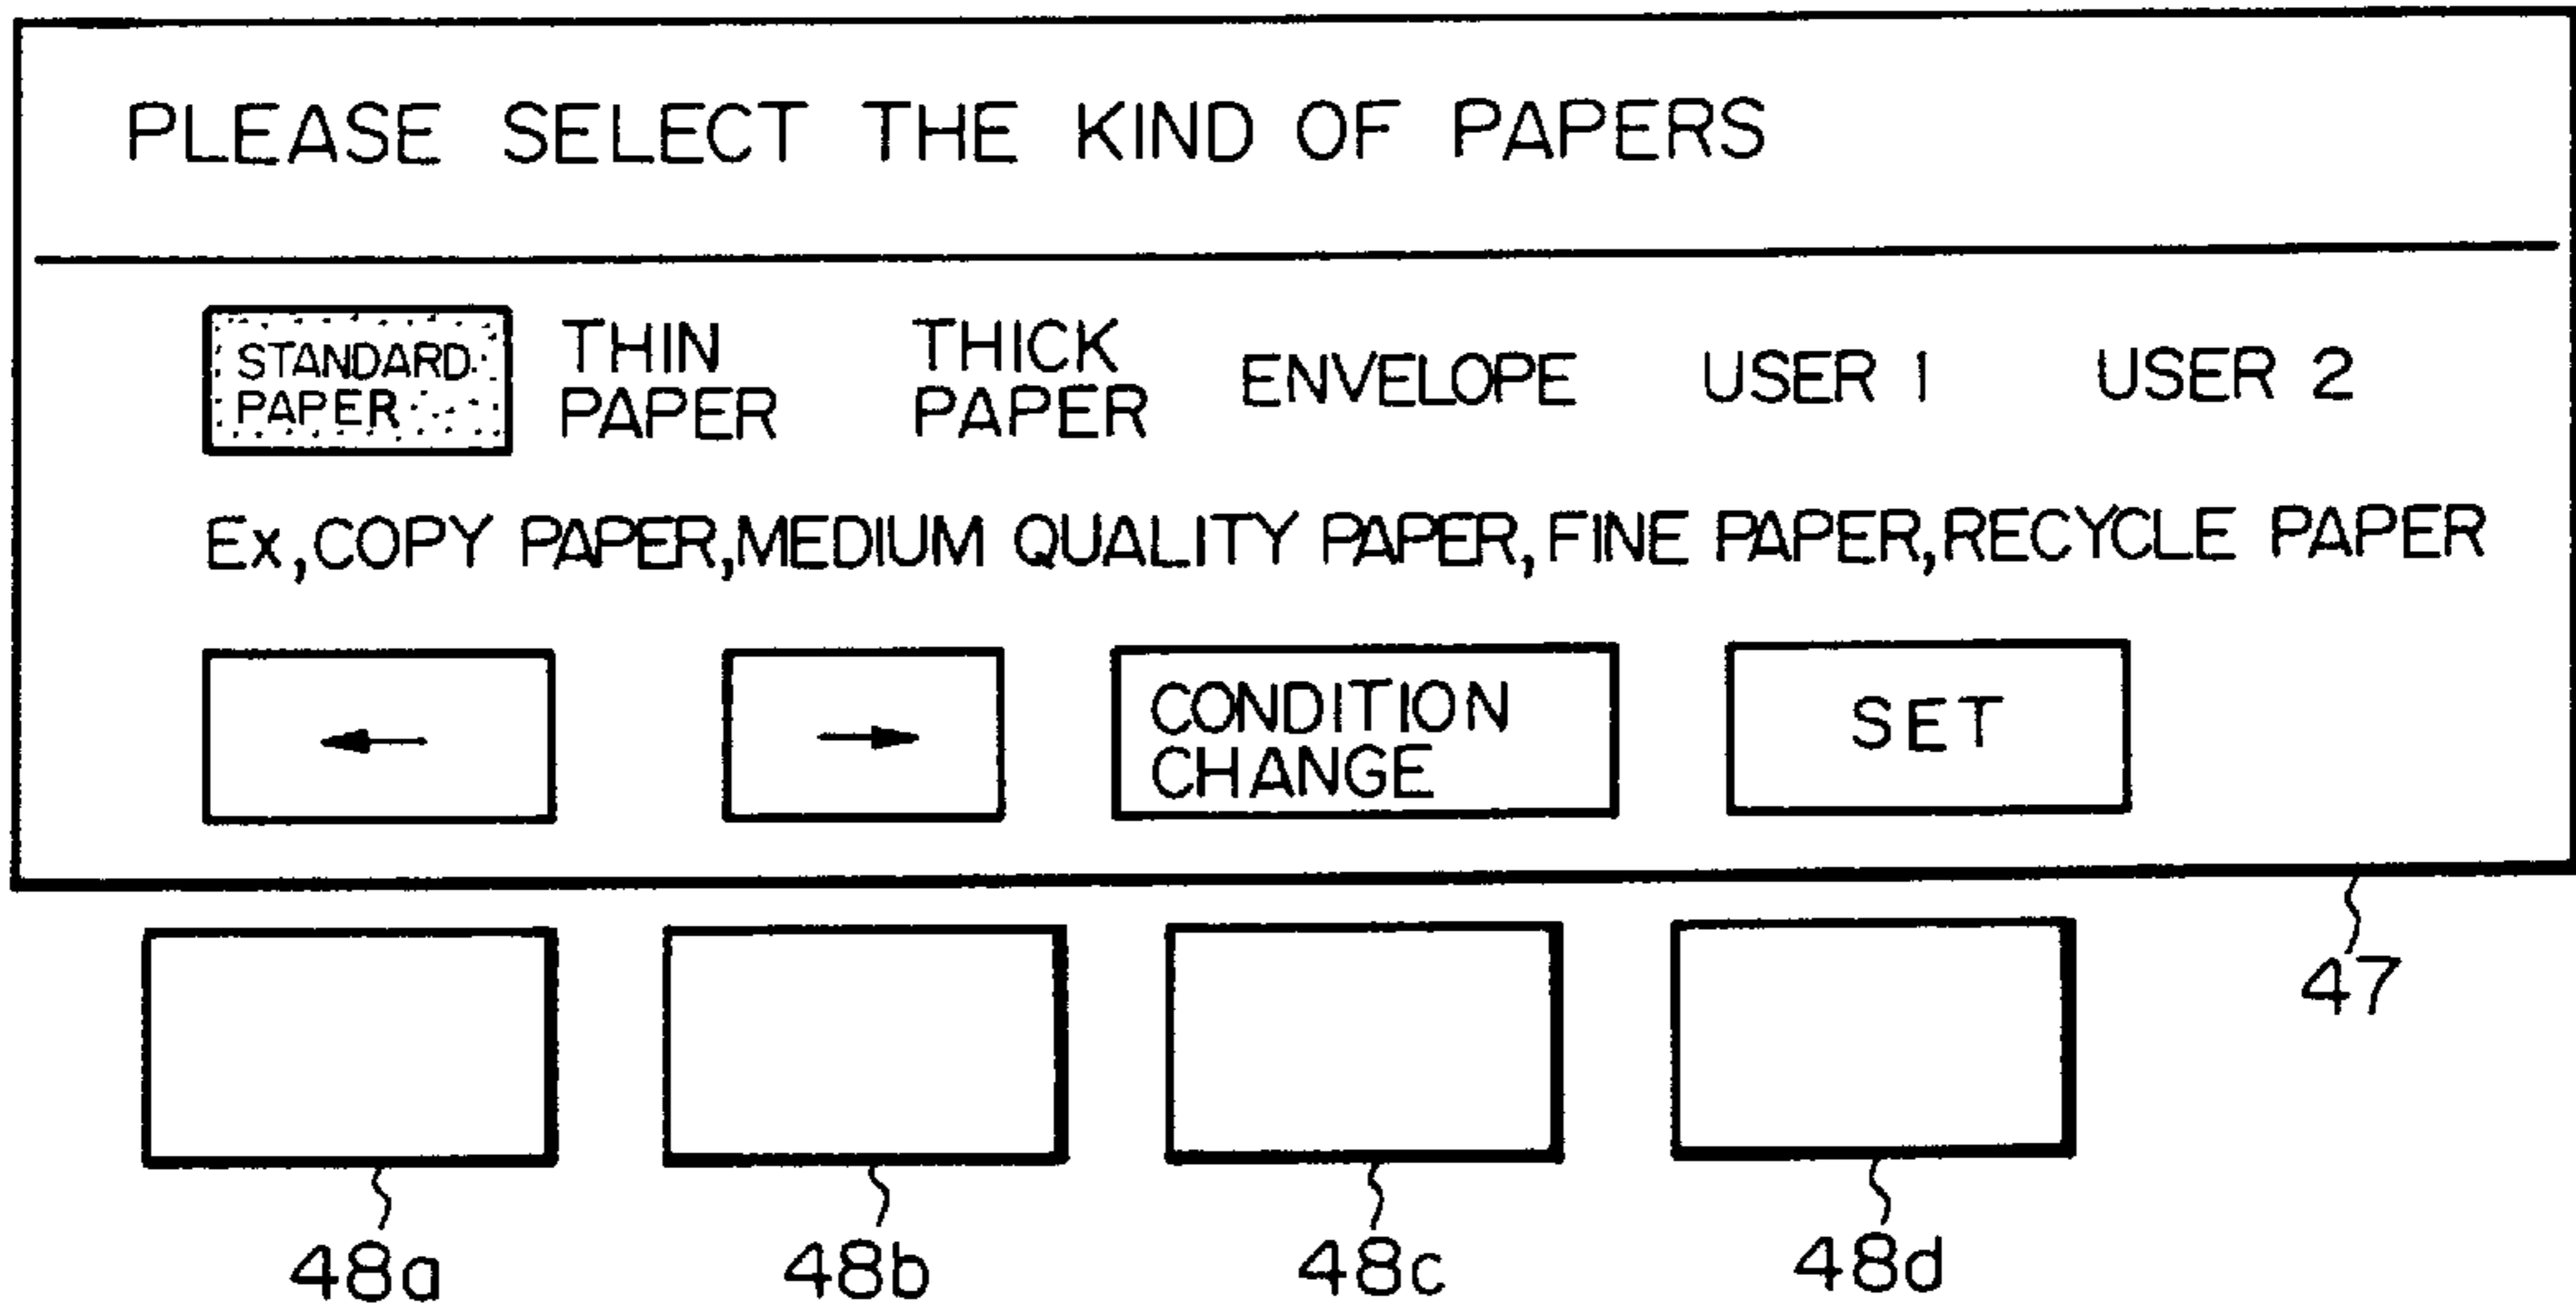 PLEASE SELECT THE KIND OF PAPERS
STANDARD PAPER THIN PAPER THICK PAPER ENVELOPE USER 1 USER 2
Ex,COPY PAPER,MEDIUM QUALITY PAPER,FINE PAPER,RECYCLE PAPER
← → CONDITION CHANGE SET
47
48a 48b 48c 48d